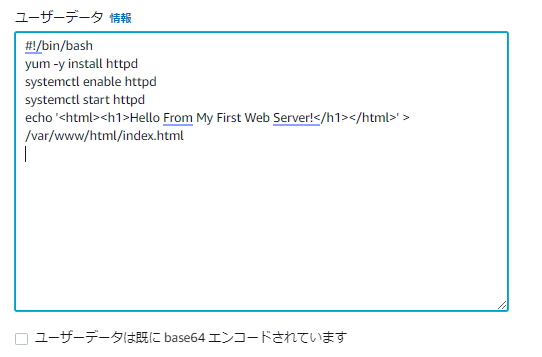 ユーザーデータ 情報
#!/bin/bash
yum -y install httpd
systemctl enable httpd
systemctl start httpd
echo '<html><h1>Hello From My First Web Server!</h1></html>' >
/var/www/html/index.html
ユーザーデータは既に base64 エンコードされています